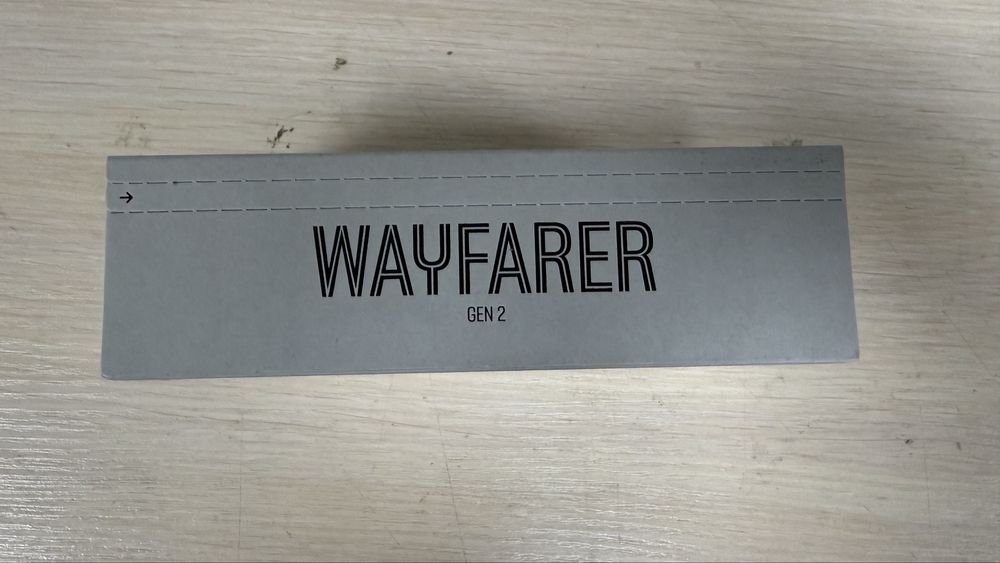 →
WAYFARER
GEN 2